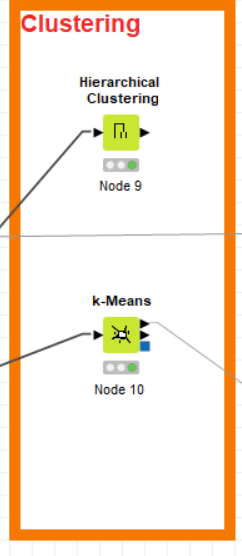 Clustering
Hierarchical
Clustering
Node 9
k-Means
Node 10